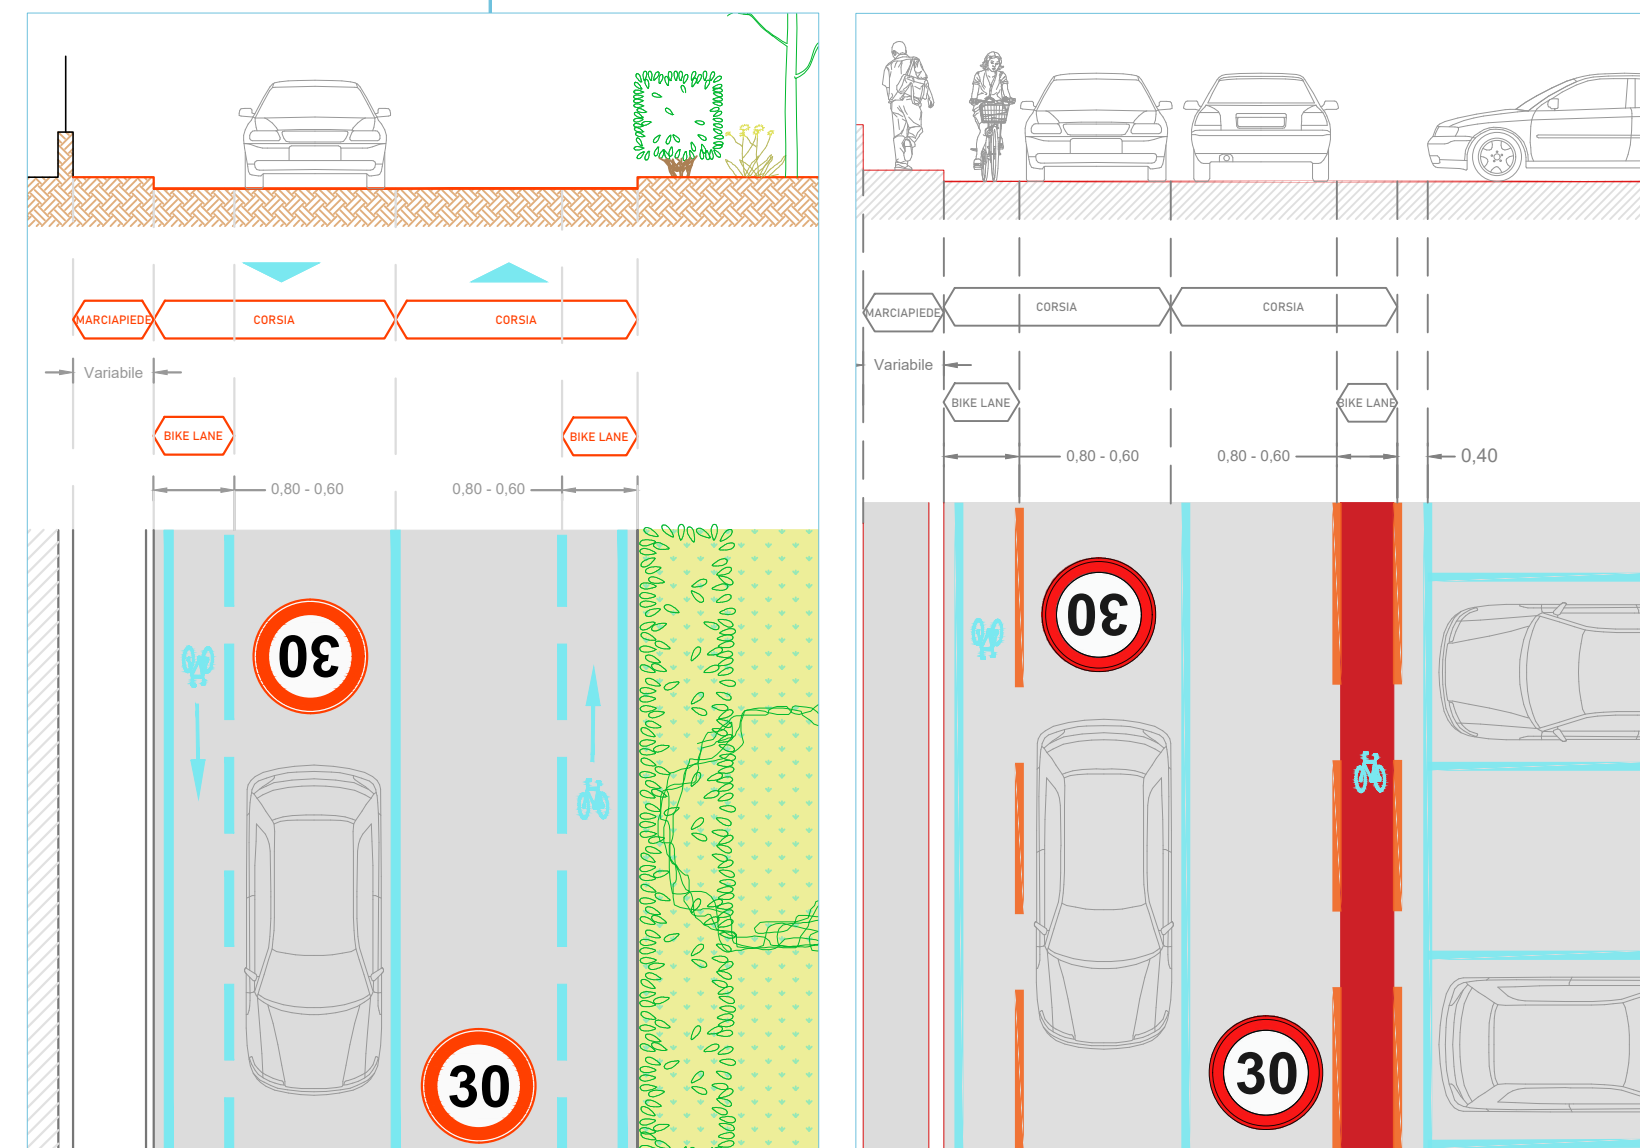 MARCIAPIEDE
CORSIA
CORSIA
Variabile
BIKE LANE
BIKE LANE
0,80 - 0,60
0,80 - 0,60
30
30
MARCIAPIEDE
CORSIA
CORSIA
Variabile
BIKE LANE
BIKE LANE
0,80 - 0,60
0,80 - 0,60
0,40
30
30